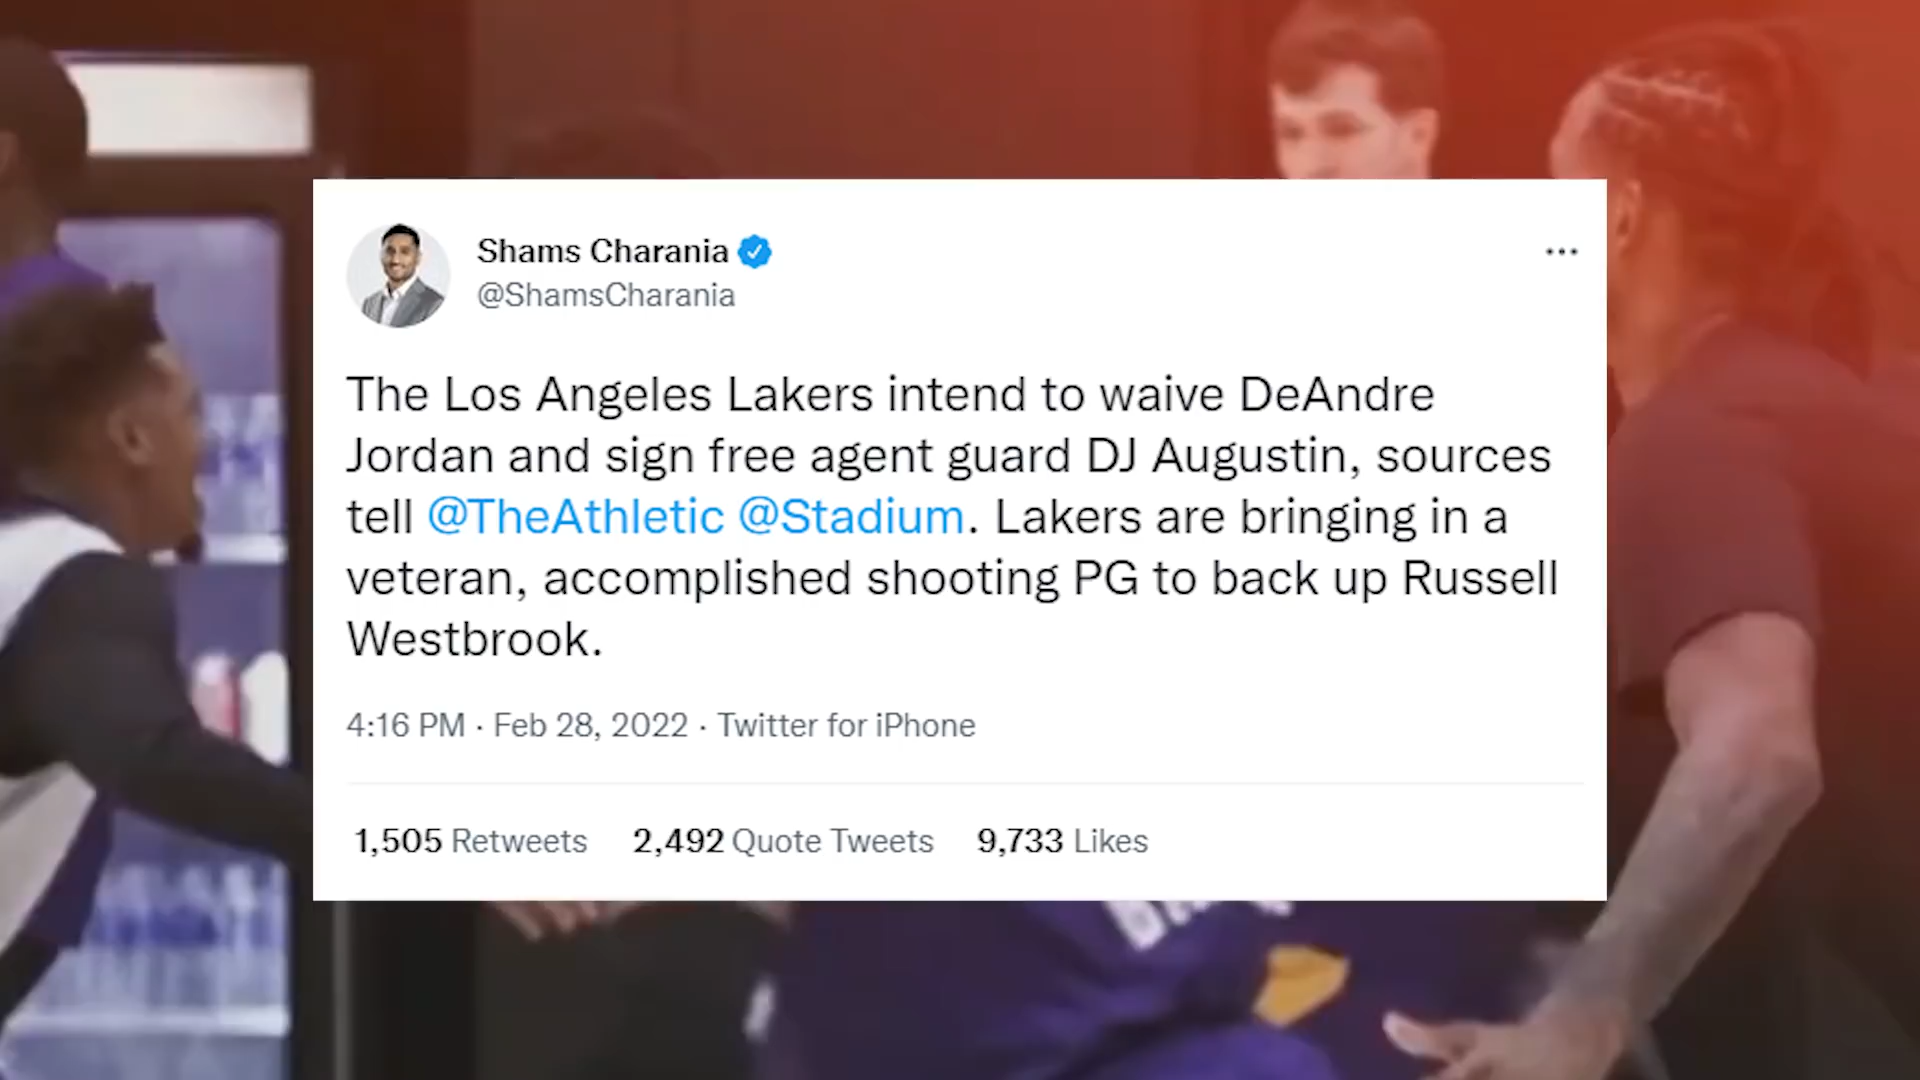 Shams Charania
@ShamsCharania
The Los Angeles Lakers intend to waive DeAndre
Jordan and sign free agent guard DJ Augustin, sources
tell @TheAthletic @Stadium. Lakers are bringing in a
veteran, accomplished shooting PG to back up Russell
Westbrook.
4:16 PM · Feb 28, 2022 · Twitter for iPhone
1,505 Retweets 2,492 Quote Tweets 9,733 Likes